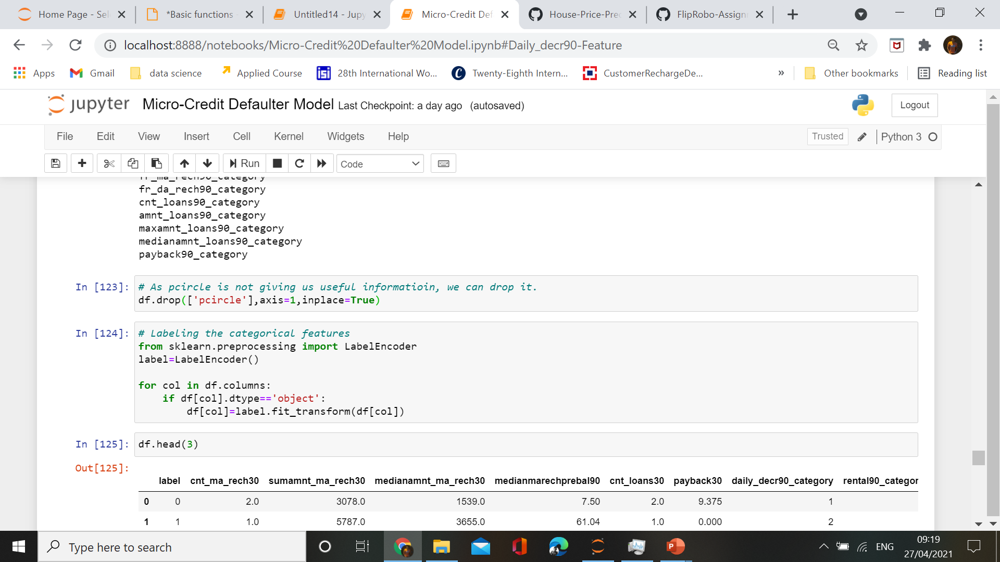 Home Page - Sel
*Basic functions -
Untitled14 - Jupy
Micro-Credit Def
House-Price-Pred
FlipRobo-Assignm
localhost:8888/notebooks/Micro-Credit%20Defaulter%20Model.ipynb#Daily_decr90-Feature
Apps
Gmail
data science
Applied Course
28th International Wo...
Twenty-Eighth Intern...
CustomerRechargeDe...
»
Other bookmarks
Reading list
jupyter Micro-Credit Defaulter Model Last Checkpoint: a day ago (autosaved)
Logout
File Edit View Insert Cell Kernel Widgets Help
Trusted
Python 3
Run
Code
fr_ma_rech90_category
fr_da_rech90_category
cnt_loans90_category
amnt_loans90_category
maxamnt_loans90_category
medianamnt_loans90_category
payback90_category
In [123]: # As pcircle is not giving us useful informatioin, we can drop it.
df.drop(['pcircle'],axis=1,inplace=True)
In [124]: # Labeling the categorical features
from sklearn.preprocessing import LabelEncoder
label=LabelEncoder()
for col in df.columns:
if df[col].dtype=='object':
df[col]=label.fit_transform(df[col])
In [125]: df.head(3)
Out[125]:
label cnt_ma_rech30 sumamnt_ma_rech30 medianamnt_ma_rech30 medianmarechprebal90 cnt_loans30 payback30 daily_decr90_category rental90_categor
0 0 2.0 3078.0 1539.0 7.50 2.0 9.375 1
1 1 1.0 5787.0 3655.0 61.04 1.0 0.000 2
Type here to search
ENG
09:19
27/04/2021